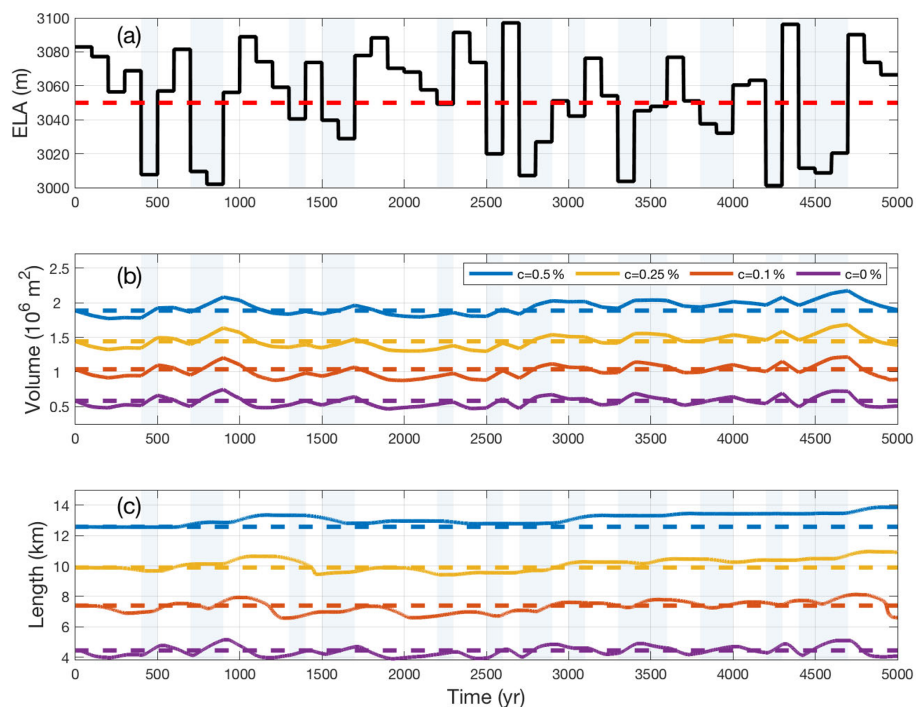 (a)
ELA (m)
3100
3080
3060
3040
3020
3000
0 500 1000 1500 2000 2500 3000 3500 4000 4500 5000
(b)
c=0.5 % c=0.25 % c=0.1 % c=0 %
Volume (10⁶ m²)
2.5
2
1.5
1
0.5
0 500 1000 1500 2000 2500 3000 3500 4000 4500 5000
(c)
Length (km)
14
12
10
8
6
4
0 500 1000 1500 2000 2500 3000 3500 4000 4500 5000
Time (yr)